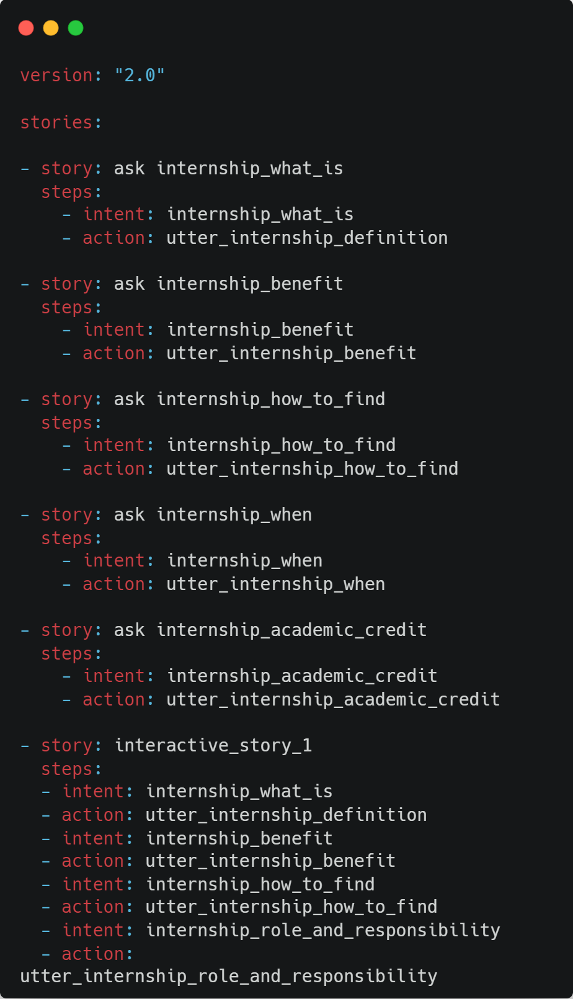 version: "2.0"

stories:

- story: ask internship_what_is
  steps:
    - intent: internship_what_is
    - action: utter_internship_definition

- story: ask internship_benefit
  steps:
    - intent: internship_benefit
    - action: utter_internship_benefit

- story: ask internship_how_to_find
  steps:
    - intent: internship_how_to_find
    - action: utter_internship_how_to_find

- story: ask internship_when
  steps:
    - intent: internship_when
    - action: utter_internship_when

- story: ask internship_academic_credit
  steps:
    - intent: internship_academic_credit
    - action: utter_internship_academic_credit

- story: interactive_story_1
  steps:
  - intent: internship_what_is
  - action: utter_internship_definition
  - intent: internship_benefit
  - action: utter_internship_benefit
  - intent: internship_how_to_find
  - action: utter_internship_how_to_find
  - intent: internship_role_and_responsibility
  - action:
utter_internship_role_and_responsibility